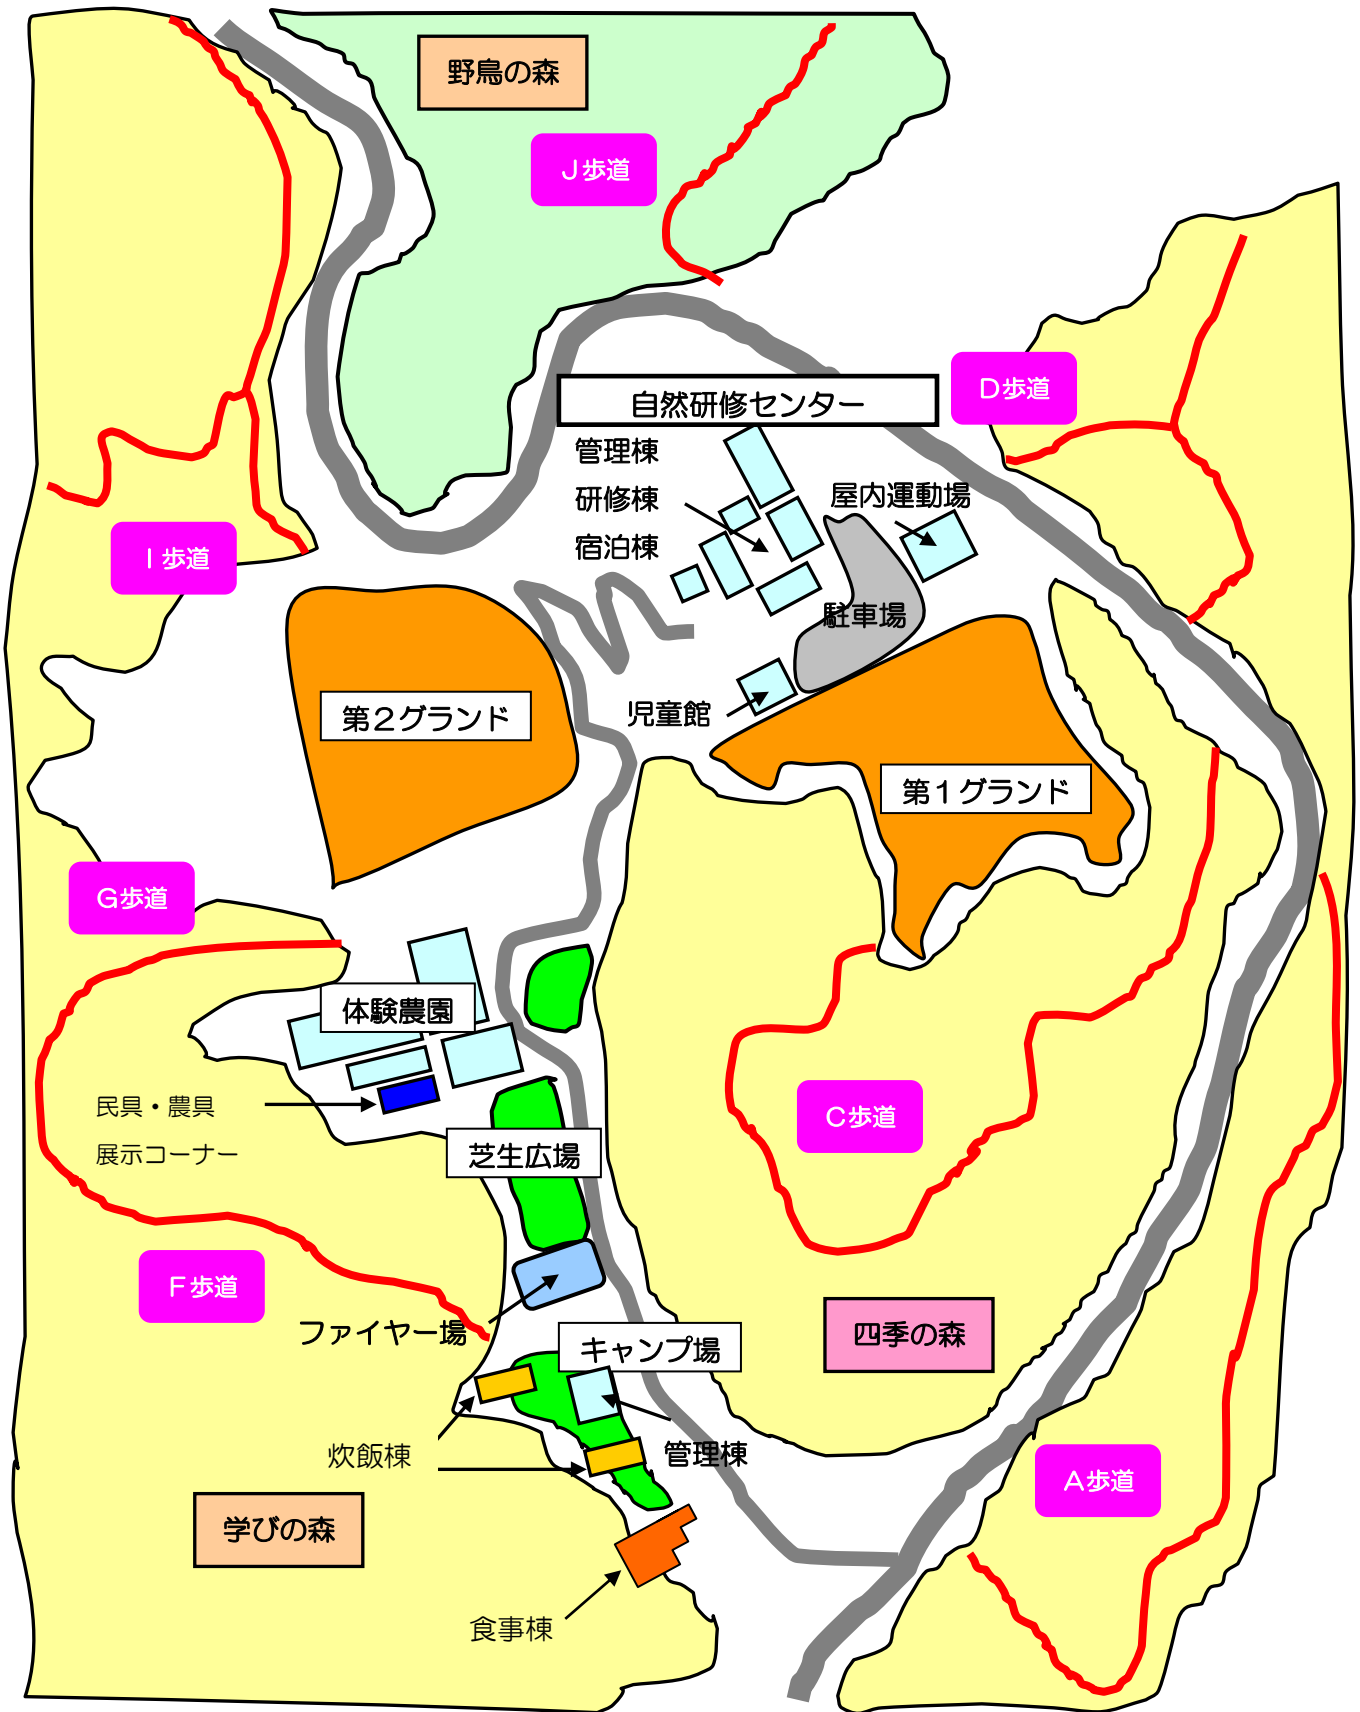 野鳥の森
Ｊ歩道
自然研修センター
Ｄ歩道
管理棟
研修棟
宿泊棟
屋内運動場
Ｉ歩道
駐車場
児童館
第２グランド
第１グランド
Ｇ歩道
体験農園
民具・農具
展示コーナー
芝生広場
Ｃ歩道
Ｆ歩道
ファイヤー場
キャンプ場
四季の森
炊飯棟
管理棟
Ａ歩道
学びの森
食事棟